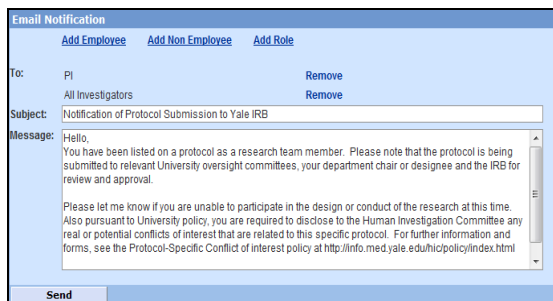 Email Notification
Add Employee Add Non Employee Add Role
To: PI Remove
All Investigators Remove
Subject: Notification of Protocol Submission to Yale IRB
Message: Hello,
You have been listed on a protocol as a research team member. Please note that the protocol is being
submitted to relevant University oversight committees, your department chair or designee and the IRB for
review and approval.
Please let me know if you are unable to participate in the design or conduct of the research at this time.
Also pursuant to University policy, you are required to disclose to the Human Investigation Committee any
real or potential conflicts of interest that are related to this specific protocol. For further information and
forms, see the Protocol-Specific Conflict of interest policy at http://info.med.yale.edu/hic/policy/index.html
Send